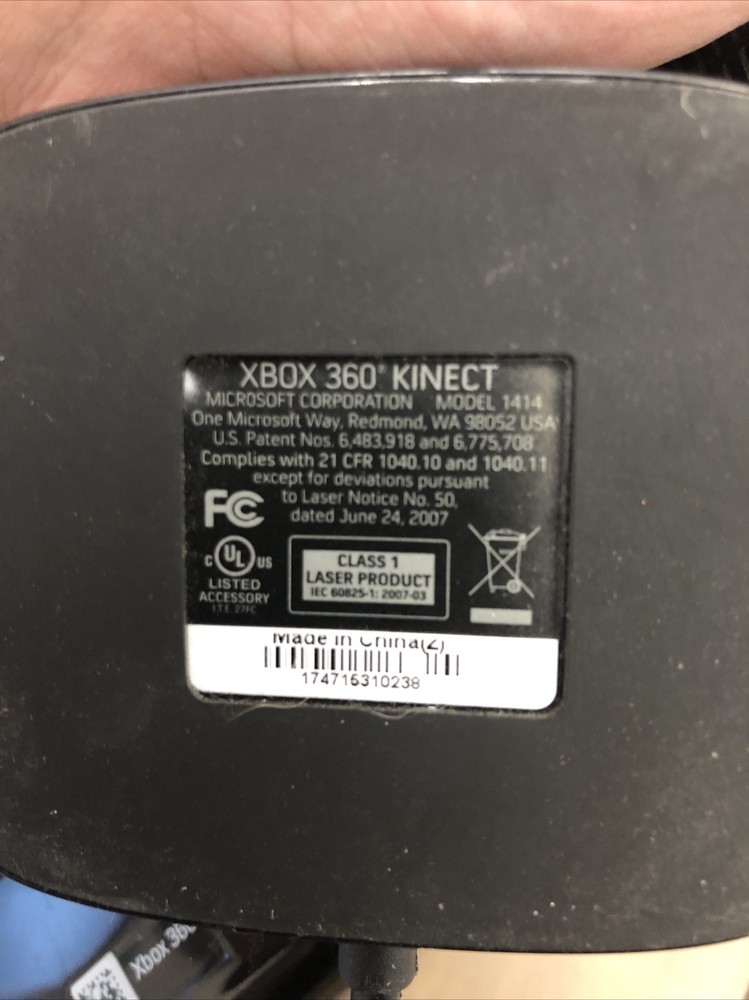 XBOX 360® KINECT
MICROSOFT CORPORATION MODEL 1414
One Microsoft Way, Redmond, WA 98052 USA
U.S. Patent Nos. 6,483,918 and 6,775,708
Complies with 21 CFR 1040.10 and 1040.11
except for deviations pursuant
to Laser Notice No. 50,
dated June 24, 2007
FC
C UL US
LISTED
ACCESSORY
I.T.E. 27FC
CLASS 1
LASER PRODUCT
IEC 60825-1: 2007-03
Made in China(2)
174715310238
Xbox 360